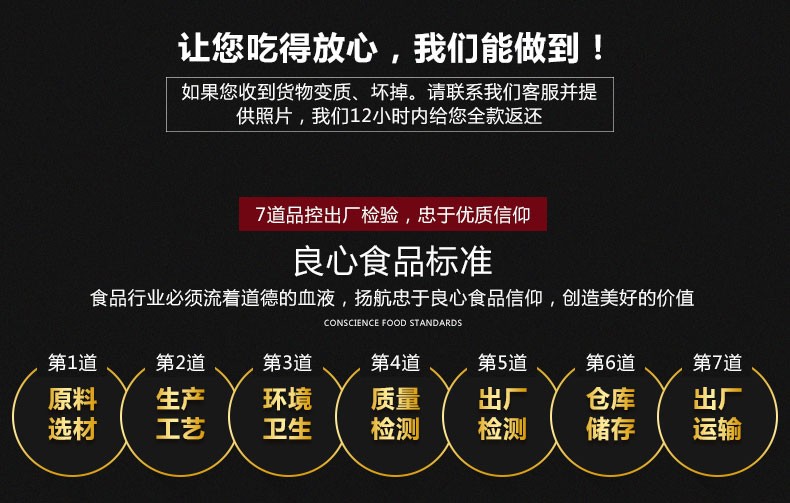 让您吃得放心，我们能做到！
如果您收到货物变质、坏掉。请联系我们客服并提
供照片，我们12小时内给您全款返还
7道品控出厂检验，忠于优质信仰
良心食品标准
食品行业必须流着道德的血液，扬航忠于良心食品信仰，创造美好的价值
CONSCIENCE FOOD STANDARDS
第1道 第2道 第3道 第4道 第5道 第6道 第7道
原料 生产 环境 质量 出厂 仓库 出厂
选材 工艺 卫生 检测 检测 储存 运输